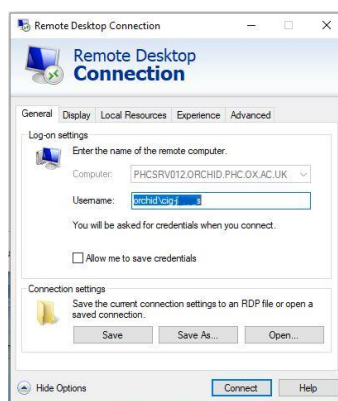 Remote Desktop Connection
Remote Desktop
Connection
General Display Local Resources Experience Advanced
Log-on settings
Enter the name of the remote computer.
Computer: PHCSRV012.ORCHID.PHC.OX.AC.UK
Username: orchid\cig-j s
You will be asked for credentials when you connect.
Allow me to save credentials
Connection settings
Save the current connection settings to an RDP file or open a
saved connection.
Save Save As... Open...
Hide Options Connect Help